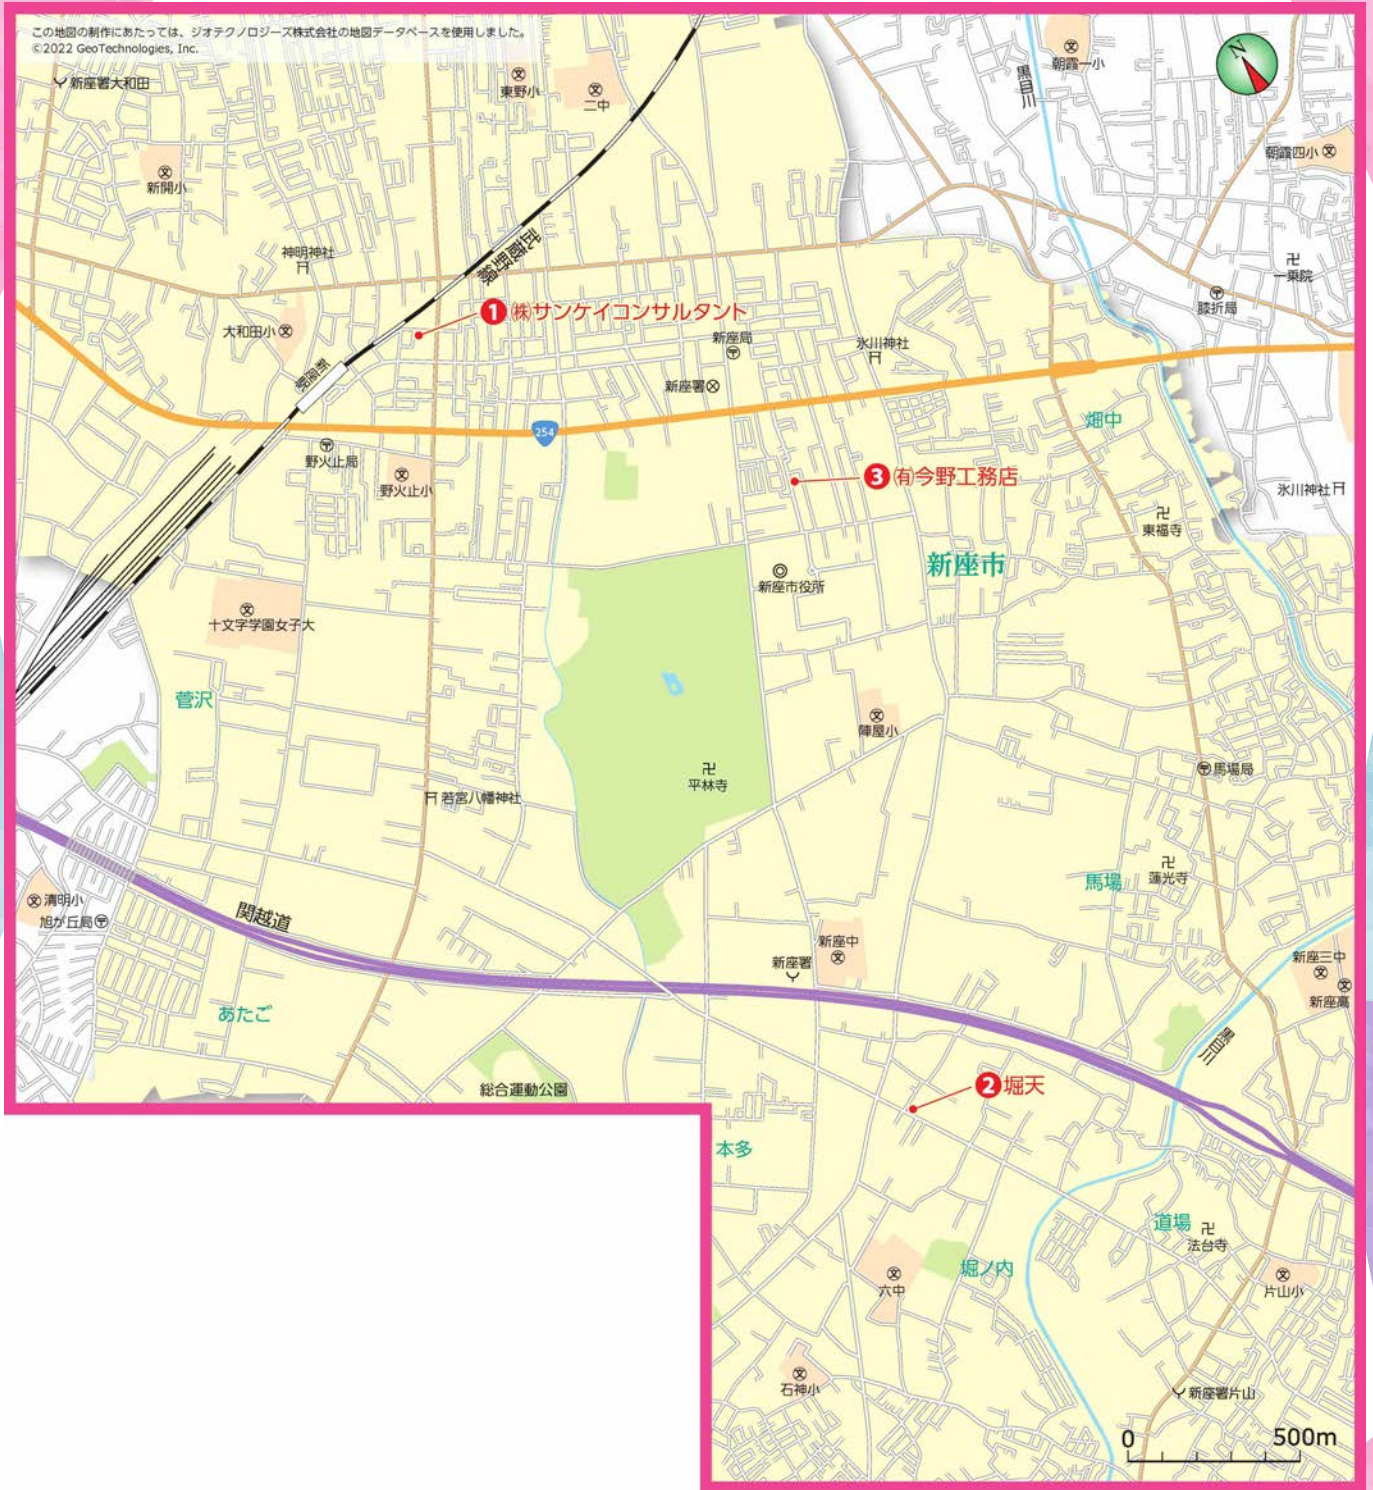 この地図の制作にあたっては、ジオテクノロジーズ株式会社の地図データベースを使用しました。
©2022 GeoTechnologies, Inc.
N
朝霞一小
黒目川
新座署大和田
東野小
二中
新開小
朝霞四小
武蔵野線
神明神社
一乗院
膝折局
❶㈱サンケイコンサルタント
大和田小
新座局
氷川神社
新座駅
新座署
畑中
254
野火止局
野火止小
❸㈲今野工務店
氷川神社
東福寺
新座市
新座市役所
十文字学園女子大
菅沢
陣屋小
平林寺
馬場局
若宮八幡神社
蓮光寺
馬場
清明小
旭が丘局
関越道
新座中
新座署
新座三中
新座高
あたご
黒目川
総合運動公園
❷堀天
本多
道場
法台寺
堀ノ内
六中
片山小
石神小
新座署片山
0 500m